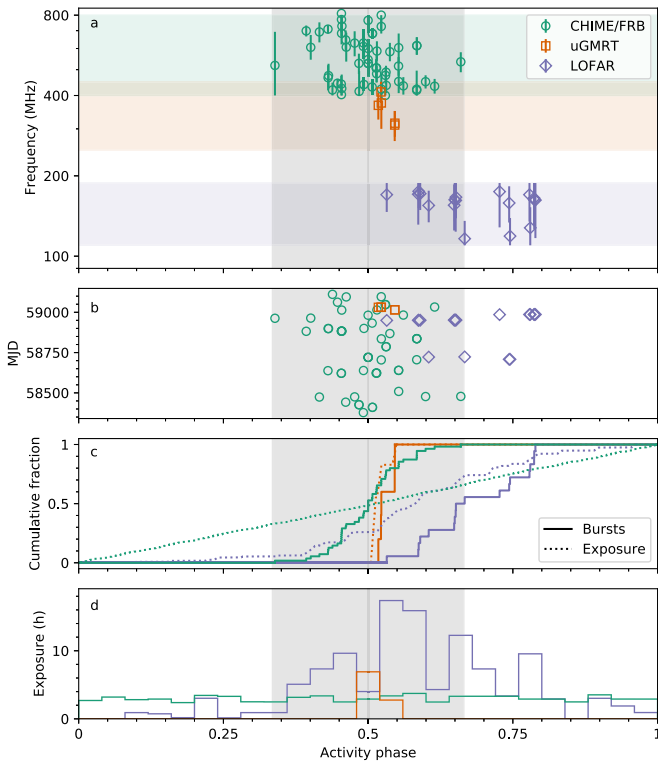 a
CHIME/FRB
uGMRT
LOFAR
800
400
200
100
Frequency (MHz)
b
59000
58750
58500
MJD
c
1
0.5
0
Cumulative fraction
Bursts
Exposure
d
10
0
Exposure (h)
0 0.25 0.5 0.75 1
Activity phase